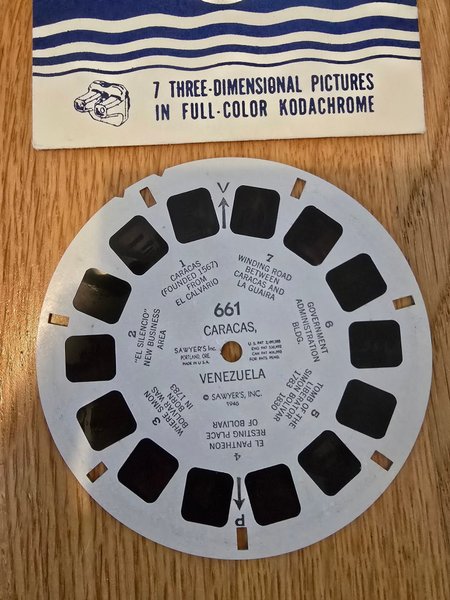 7 THREE-DIMENSIONAL PICTURES
IN FULL-COLOR KODACHROME
V
1
CARACAS
(FOUNDED 1567)
FROM
EL CALVARIO
7
WINDING ROAD
BETWEEN
CARACAS AND
LA GUAIRA
2
"EL SILENCIO"
NEW BUSINESS
AREA
661
CARACAS,
SAWYER'S Inc.
PORTLAND, ORE.
MADE IN U.S.A.
VENEZUELA
© SAWYER'S, INC.
1946
6
GOVERNMENT
ADMINISTRATION
BLDG.
3
WHERE SIMON
BOLIVAR WAS
BORN
IN 1783
5
TOMB OF THE
LIBERATOR
SIMON BOLIVAR
1783 1830
4
EL PANTHEON
RESTING PLACE
OF BOLIVAR
P